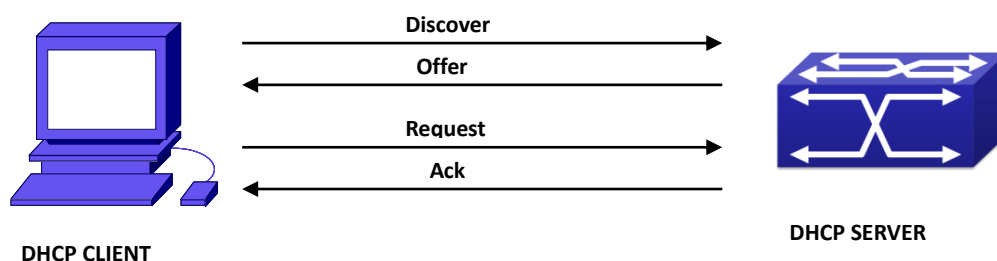 Discover
Offer
Request
Ack
DHCP CLIENT
DHCP SERVER